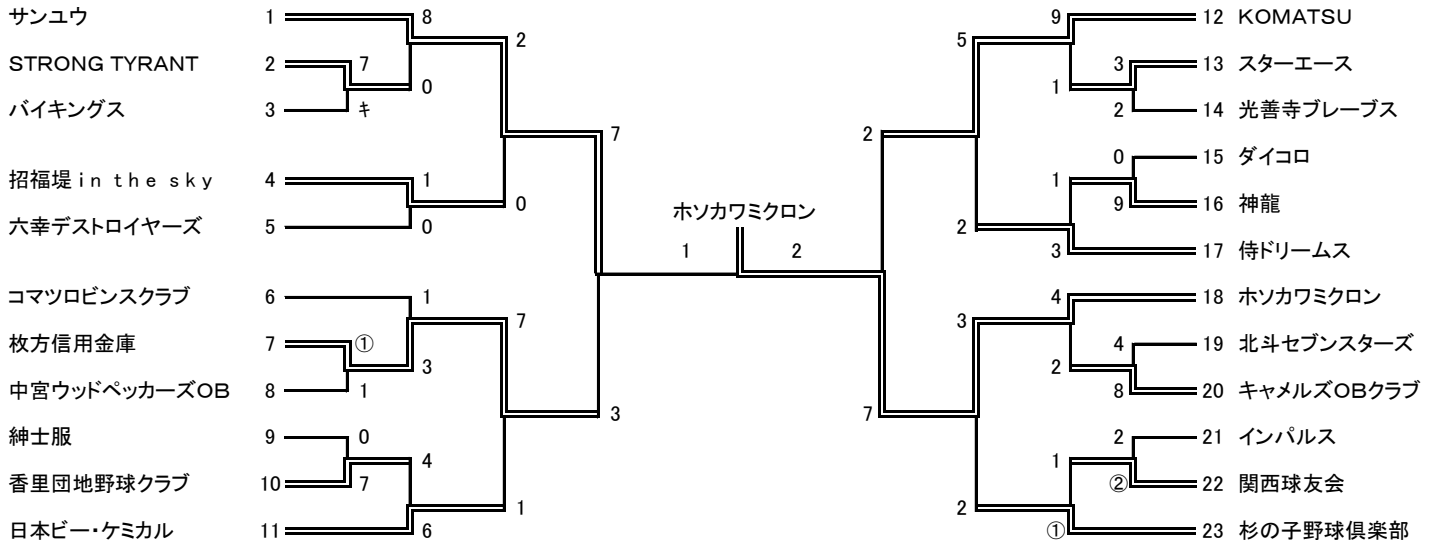 サンユウ 1 8 9 12 KOMATSU
2 5
STRONG TYRANT 2 7 3 13 スターエース
0 1
バイキングス 3 キ 2 14 光善寺ブレーブス
7 2
0 15 ダイコロ
招福堤 in the sky 4 1 1
0 9 16 神龍
ホソカワミクロン
六幸デストロイヤーズ 5 0 2
1 2 3 17 侍ドリームス
コマツロビンスクラブ 6 1 4 18 ホソカワミクロン
7 3
枚方信用金庫 7 ① 4 19 北斗セブンスターズ
3 2
中宮ウッドペッカーズOB 8 1 8 20 キャメルズOBクラブ
3 7
紳士服 9 0 2 21 インパルス
4 1
香里団地野球クラブ 10 7 ② 22 関西球友会
1 2
日本ビー・ケミカル 11 6 ① 23 杉の子野球倶楽部